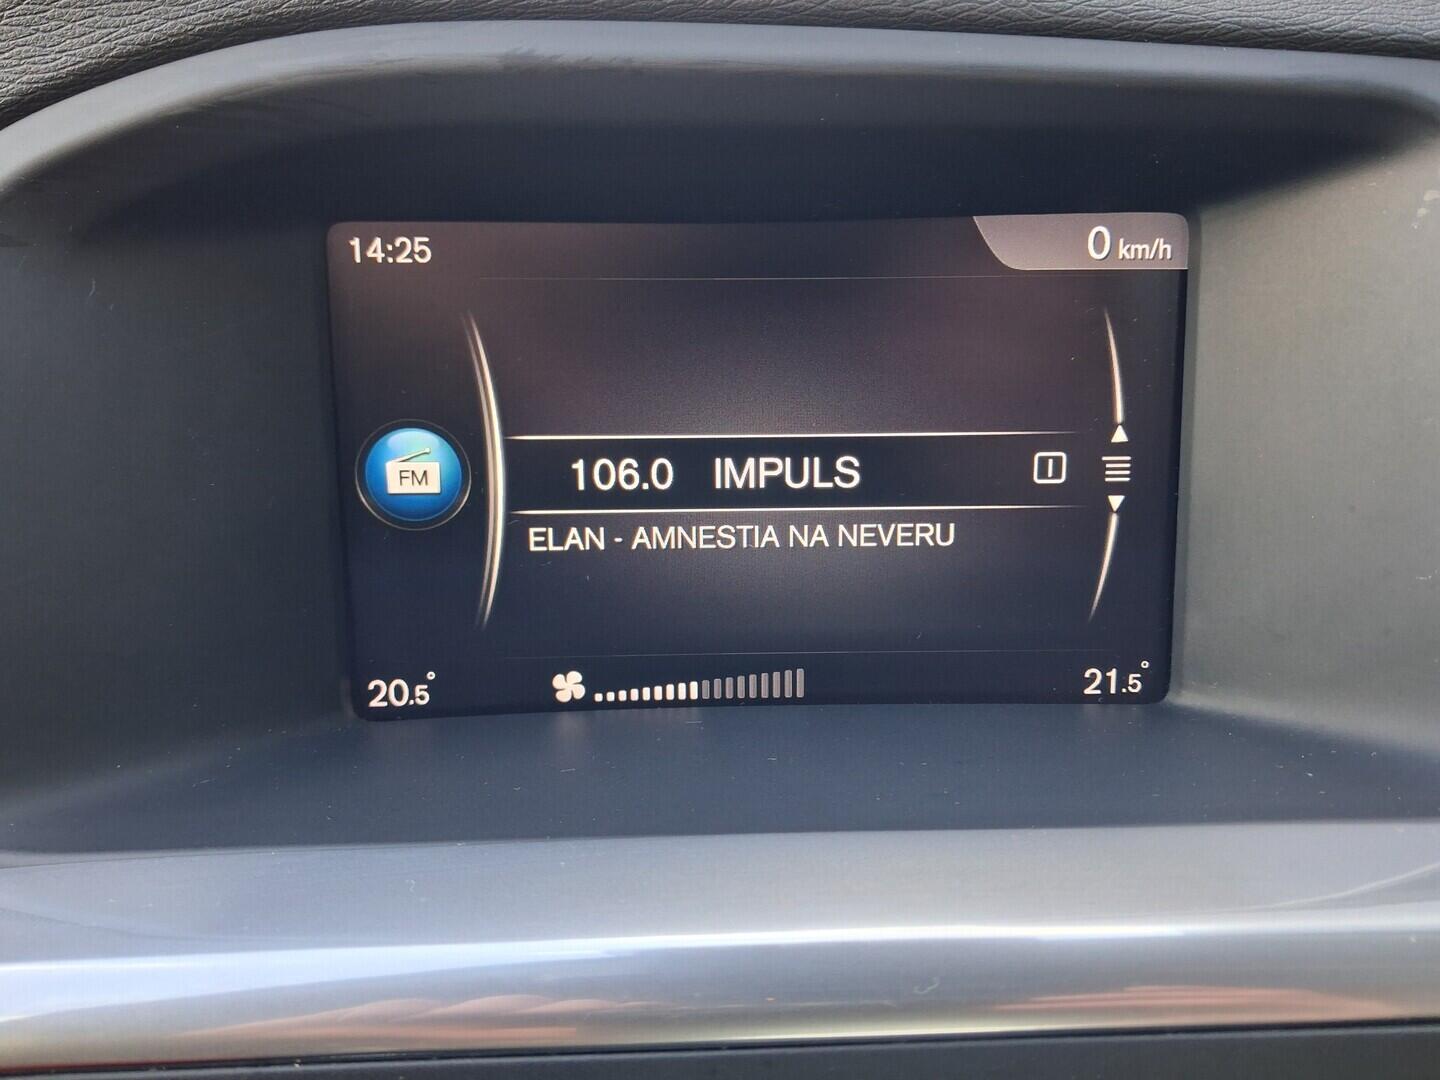 14:25
0 km/h
FM
106.0 IMPULS
ELAN - AMNESTIA NA NEVERU
20.5°
21.5°